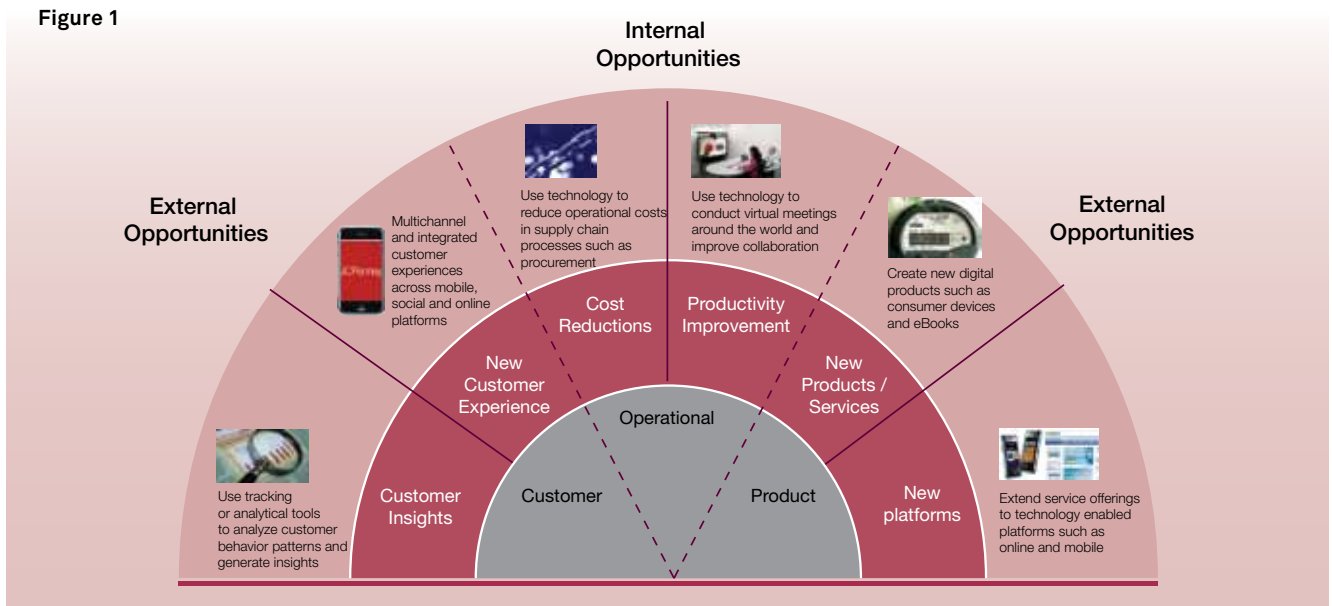 Figure 1
Internal
Opportunities
External
Opportunities
External
Opportunities
Use tracking
or analytical tools
to analyze customer
behavior patterns and
generate insights
Multichannel
and integrated
customer
experiences
across mobile,
social and online
platforms
Use technology to
reduce operational costs
in supply chain
processes such as
procurement
Use technology to
conduct virtual meetings
around the world and
improve collaboration
Create new digital
products such as
consumer devices
and eBooks
Extend service offerings
to technology enabled
platforms such as
online and mobile
Customer
Insights
New
Customer
Experience
Cost
Reductions
Productivity
Improvement
New
Products /
Services
New
platforms
Customer
Operational
Product